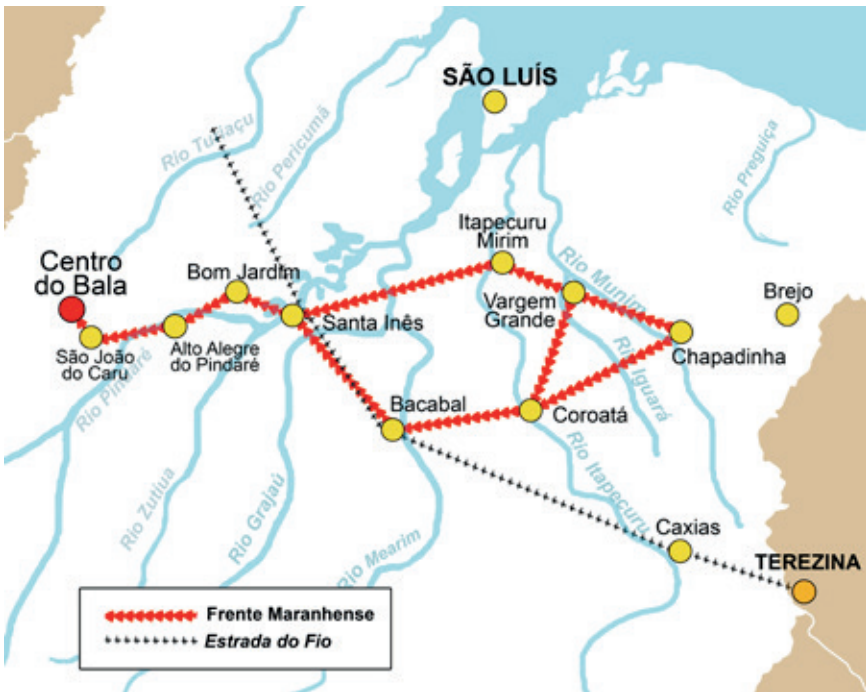 SÃO LUÍS
Rio Turiaçu
Rio Pericumã
Rio Preguiça
Itapecuru
Mirim
Centro
do Bala
Bom Jardim
Rio Munim
Vargem
Grande
Brejo
Santa Inês
São João
do Caru
Alto Alegre
do Pindaré
Chapadinha
Rio Pindaré
Rio Iguará
Bacabal
Coroatá
Rio Zutiua
Rio Grajaú
Rio Itapecuru
Rio Mearim
Caxias
TEREZINA
Frente Maranhense
Estrada do Fio